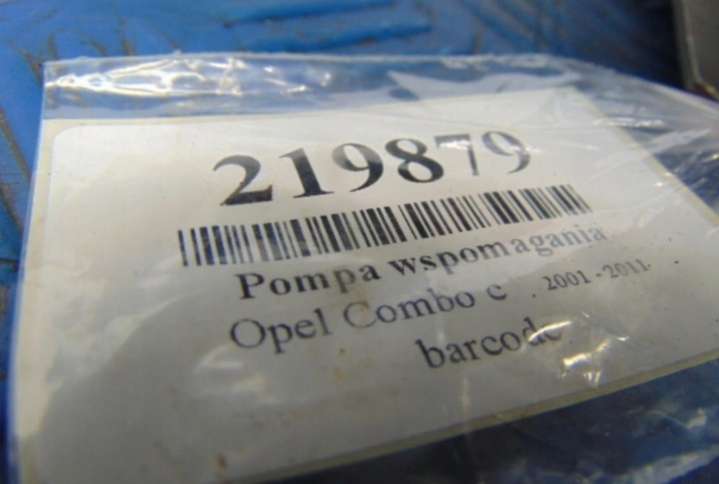 219879
Pompa wspomagania
Opel Combo c . 2001 - 2011
barcode